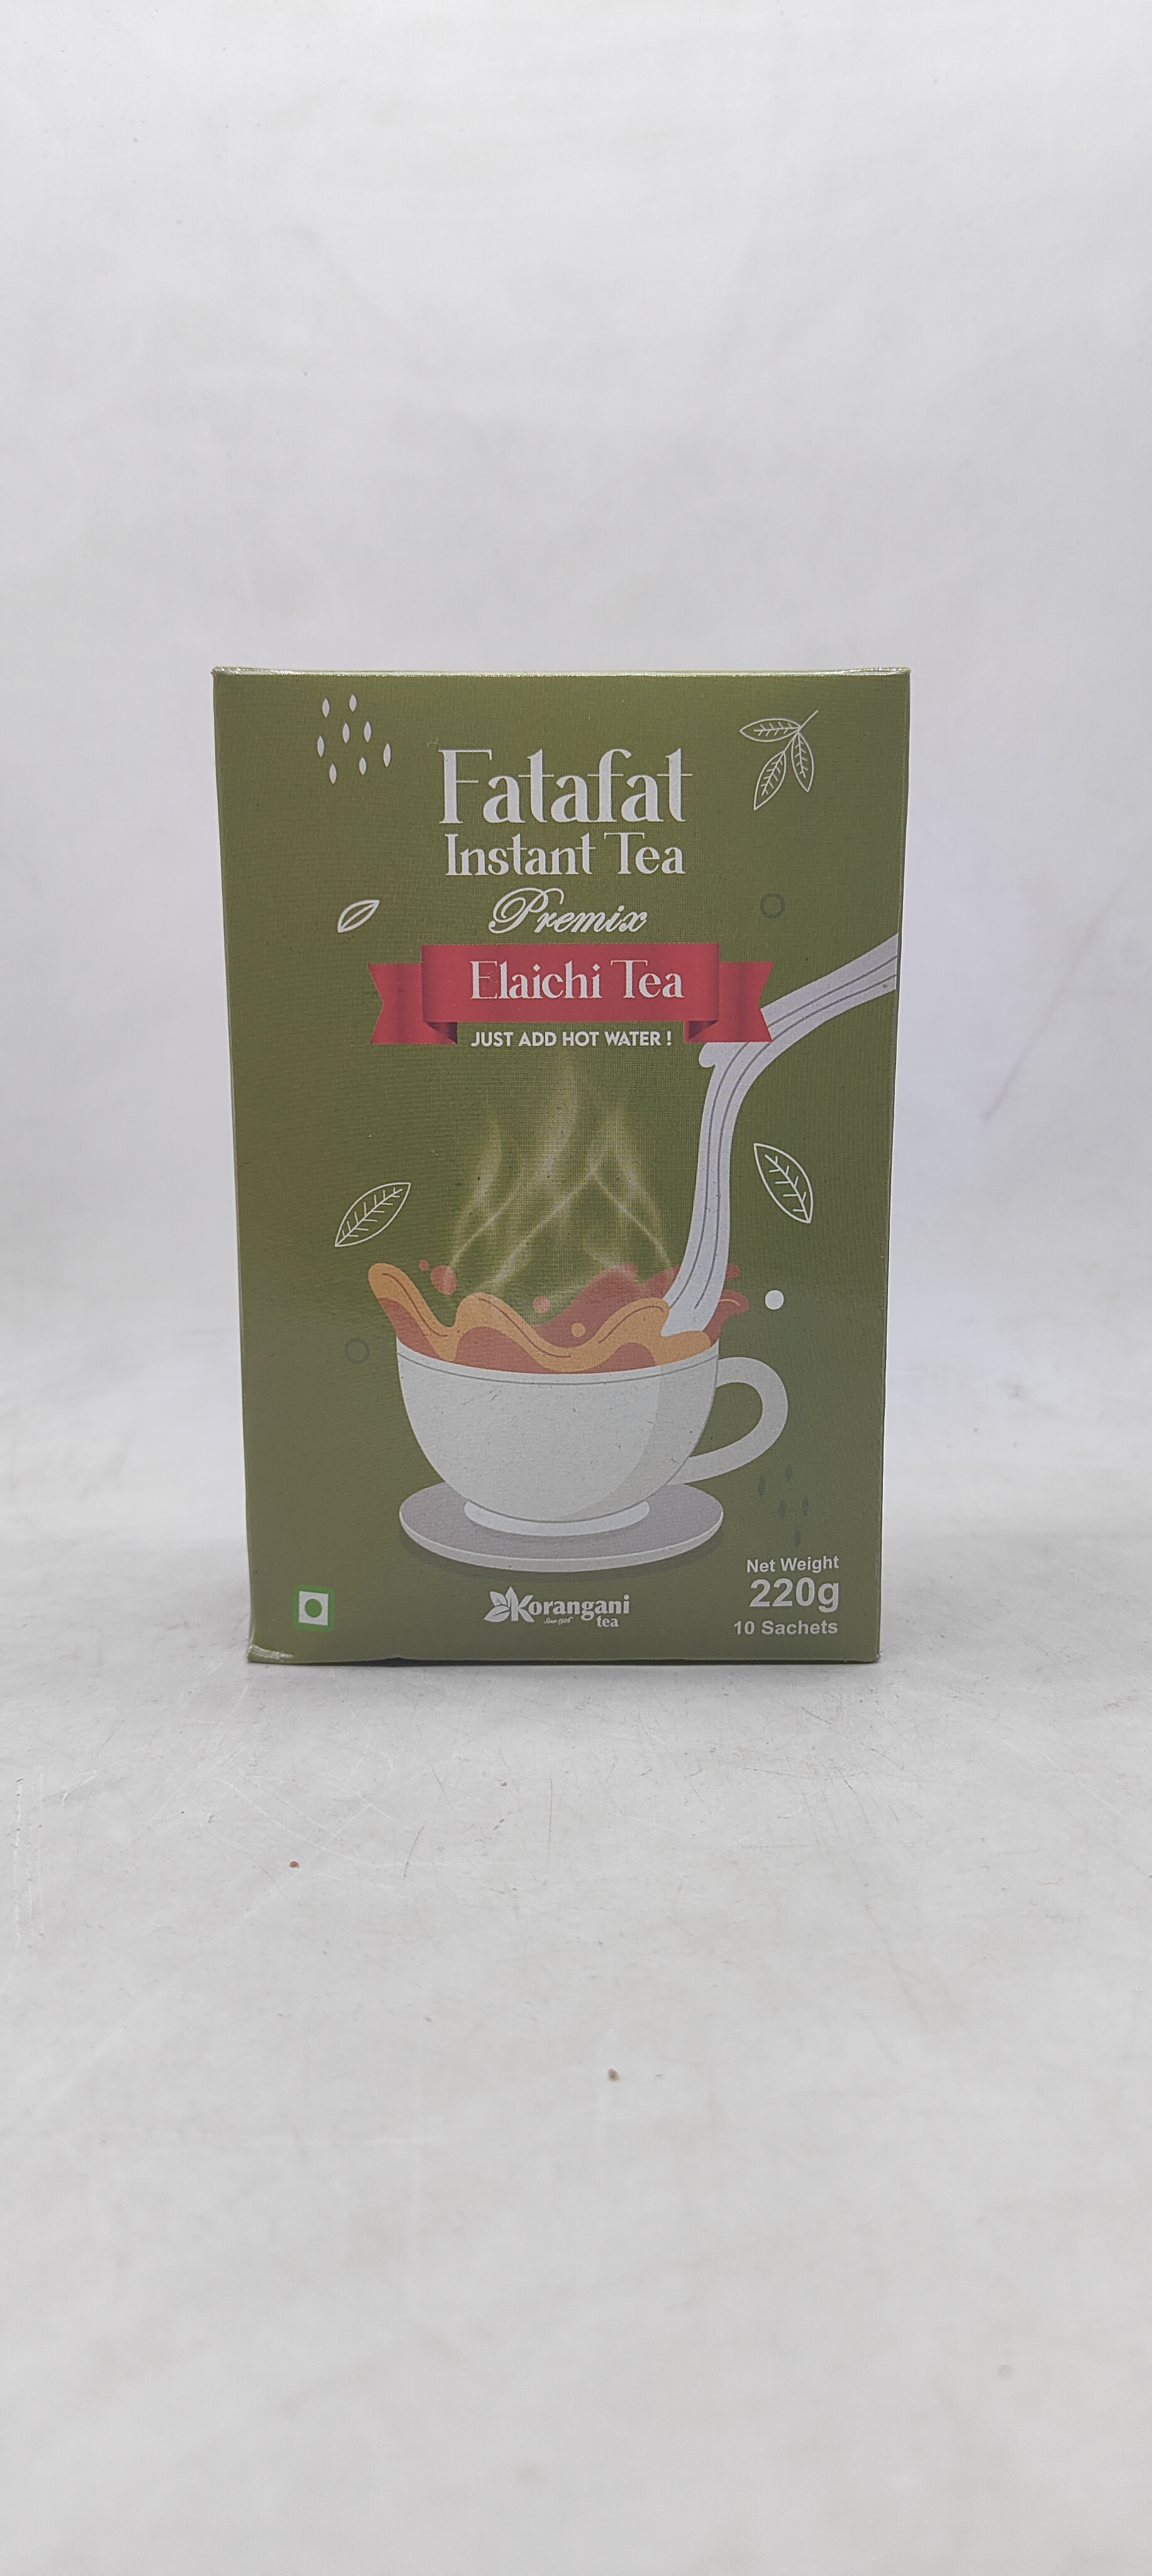 Fatafat
Instant Tea
Premix
Elaichi Tea
JUST ADD HOT WATER !
Korangani
tea
Net Weight
220g
10 Sachets